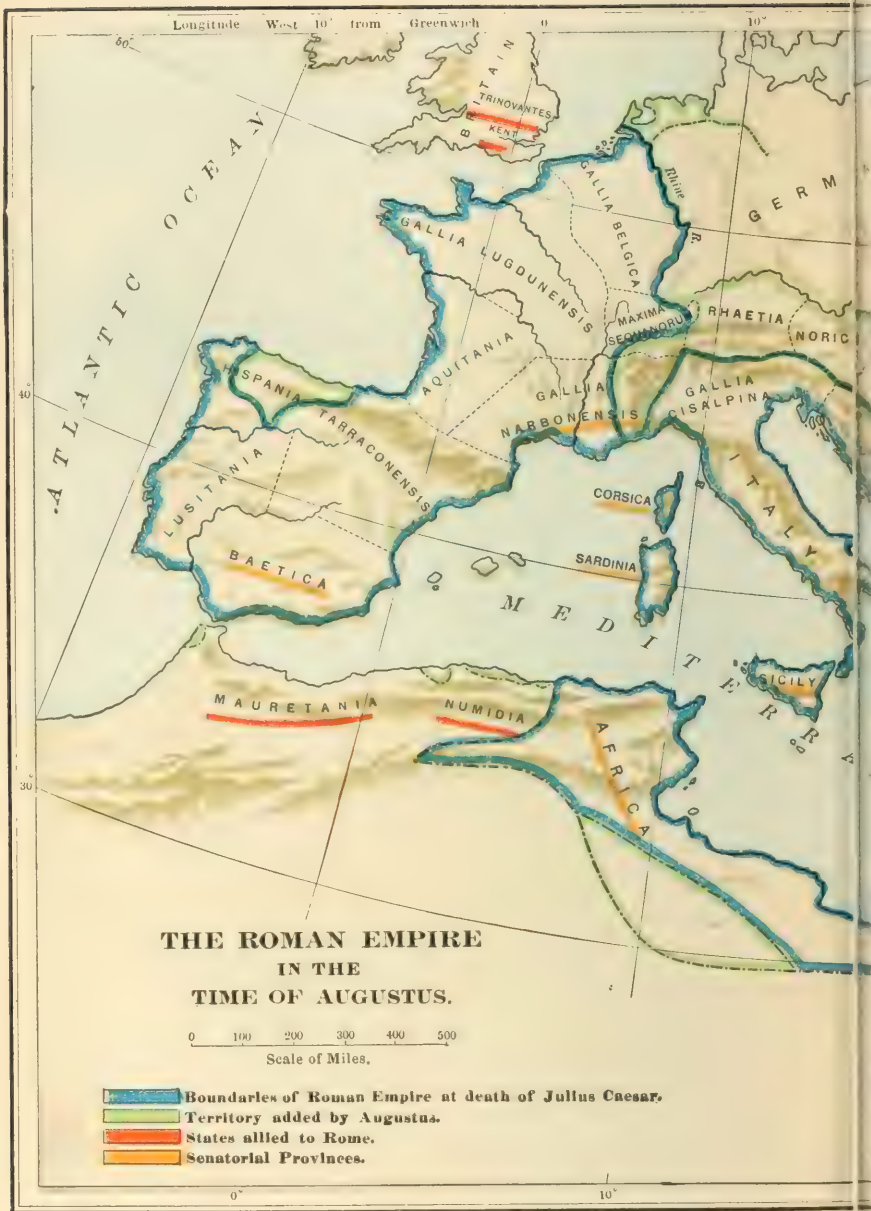 Longitude West 10° from Greenwich 0 10°
50°
BRITAIN
TRINOVANTES
KENT
ATLANTIC OCEAN
Rhine R.
GERM
GALLIA BELGICA
GALLIA LUGDUNENSIS
MAXIMA SEQUANORU
RHAETIA
NORIC
AQUITANIA
40°
HISPANIA TARRACONENSIS
GALLIA NARBONENSIS
GALLIA CISALPINA
LUSITANIA
CORSICA
ITALY
BAETICA
SARDINIA
MEDITERRA
SICILY
MAURETANIA
NUMIDIA
AFRICA
30°
THE ROMAN EMPIRE
IN THE
TIME OF AUGUSTUS.
0 100 200 300 400 500
Scale of Miles.
Boundaries of Roman Empire at death of Julius Caesar.
Territory added by Augustus.
States allied to Rome.
Senatorial Provinces.
0° 10°